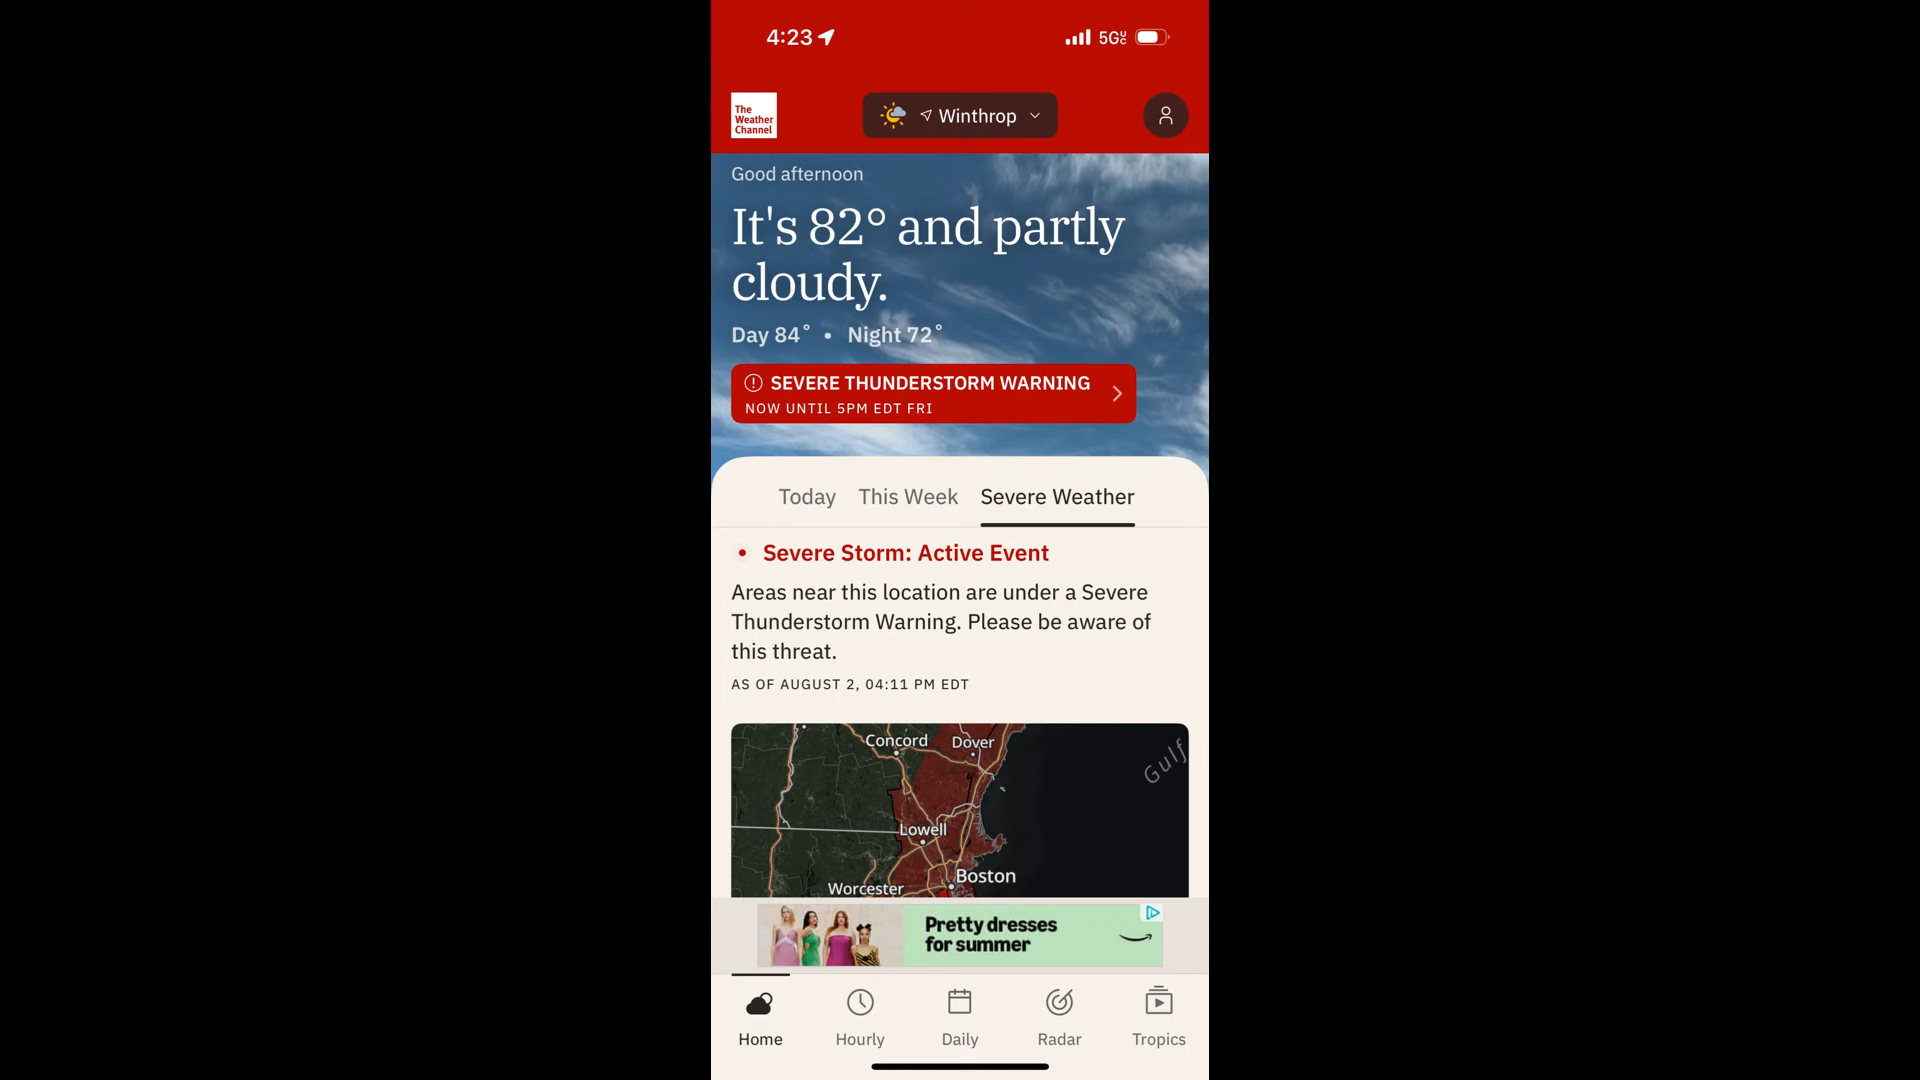 4:23
5G UC
The
Weather
Channel
Winthrop
Good afternoon
It's 82° and partly
cloudy.
Day 84° • Night 72°
SEVERE THUNDERSTORM WARNING
NOW UNTIL 5PM EDT FRI
Today This Week Severe Weather
Severe Storm: Active Event
Areas near this location are under a Severe
Thunderstorm Warning. Please be aware of
this threat.
AS OF AUGUST 2, 04:11 PM EDT
Concord Dover
Gulf
Lowell
Boston
Worcester
Pretty dresses
for summer
Home Hourly Daily Radar Tropics